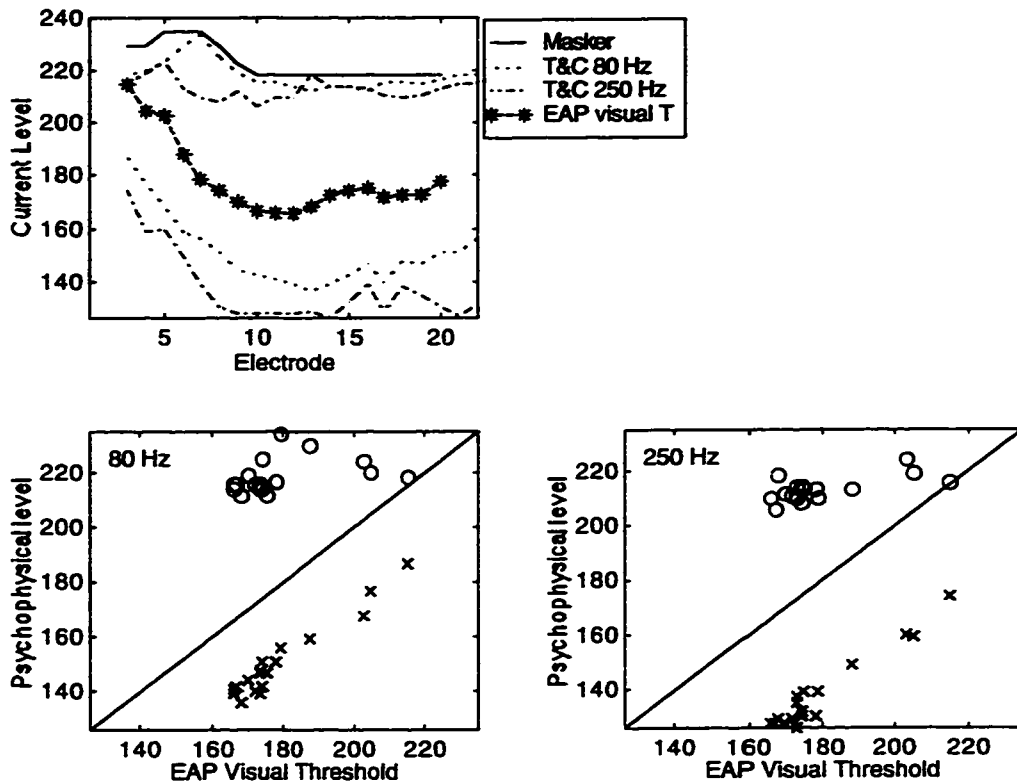 240
220
200
180
160
140
Current Level
5
10
15
20
Electrode
Masker
T&C 80 Hz
T&C 250 Hz
EAP visual T
80 Hz
220
200
180
160
140
Psychophysical level
140
160
180
200
220
EAP Visual Threshold
250 Hz
220
200
180
160
140
Psychophysical level
140
160
180
200
220
EAP Visual Threshold